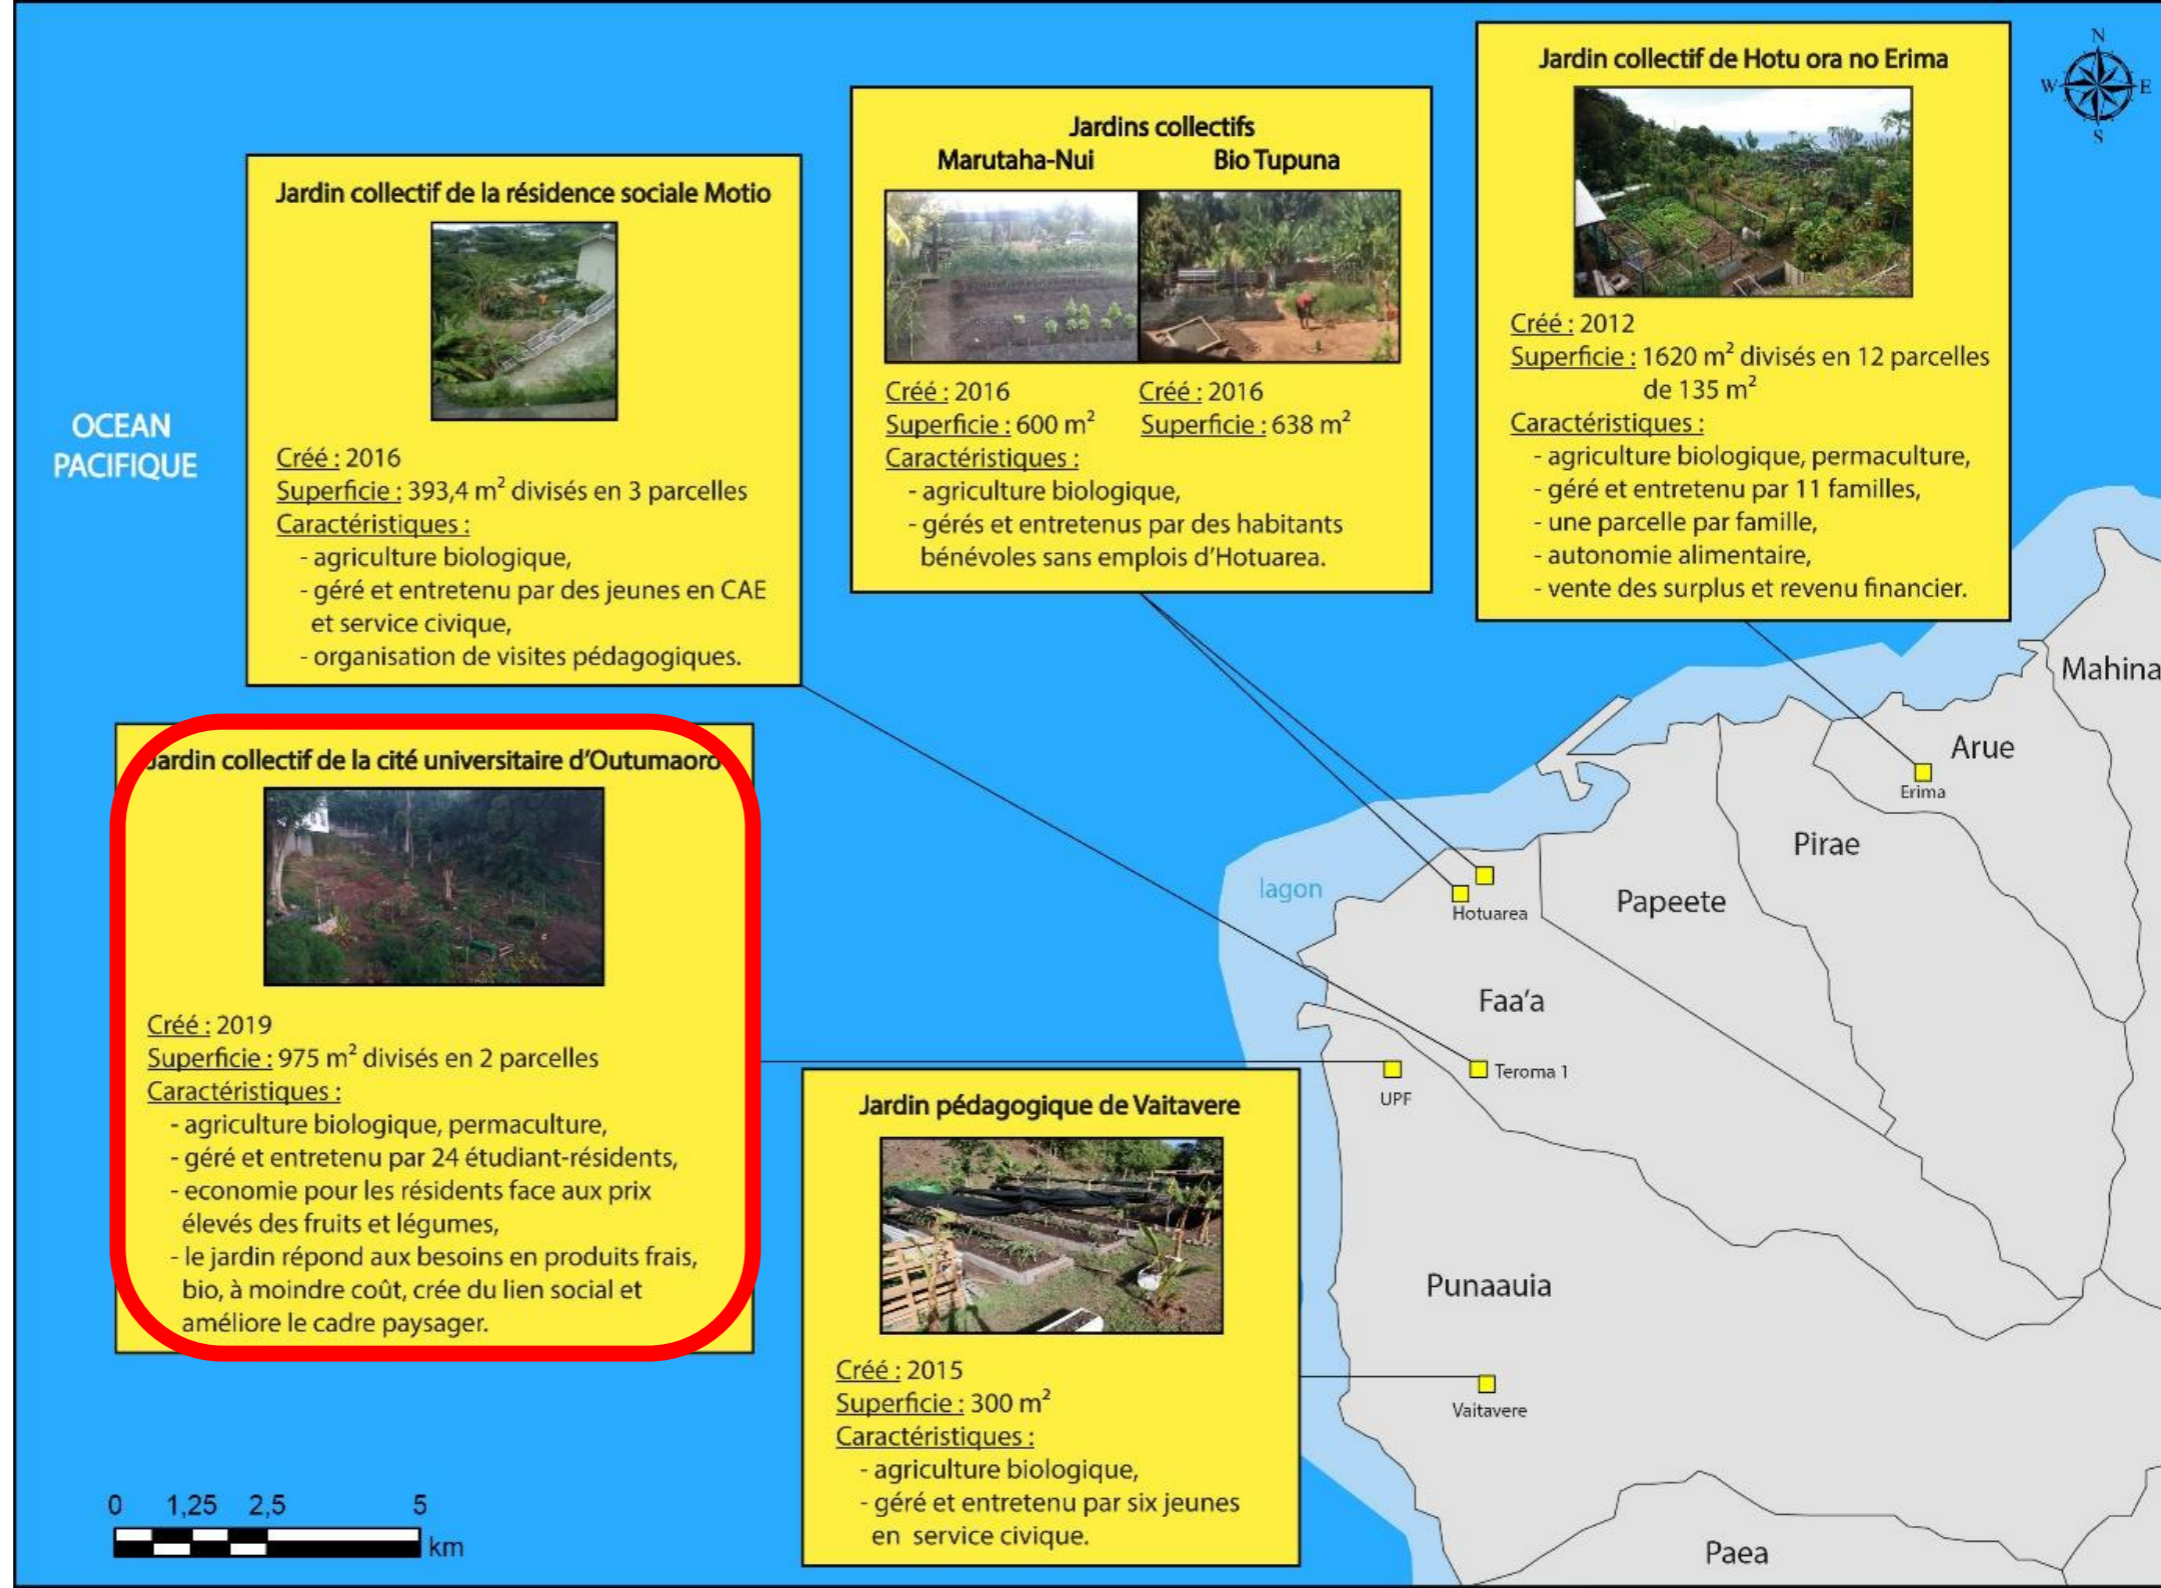 Jardin collectif de Hotu ora no Erima
Créé : 2012
Superficie : 1620 m² divisés en 12 parcelles
de 135 m²
Caractéristiques :
- agriculture biologique, permaculture,
- géré et entretenu par 11 familles,
- une parcelle par famille,
- autonomie alimentaire,
- vente des surplus et revenu financier.
N
W
E
S
Jardins collectifs
Marutaha-Nui Bio Tupuna
Créé : 2016 Créé : 2016
Superficie : 600 m² Superficie : 638 m²
Caractéristiques :
- agriculture biologique,
- gérés et entretenus par des habitants
bénévoles sans emplois d'Hotuarea.
Jardin collectif de la résidence sociale Motio
Créé : 2016
Superficie : 393,4 m² divisés en 3 parcelles
Caractéristiques :
- agriculture biologique,
- géré et entretenu par des jeunes en CAE
et service civique,
- organisation de visites pédagogiques.
OCEAN
PACIFIQUE
Jardin collectif de la cité universitaire d'Outumaoro
Créé : 2019
Superficie : 975 m² divisés en 2 parcelles
Caractéristiques :
- agriculture biologique, permaculture,
- géré et entretenu par 24 étudiant-résidents,
- economie pour les résidents face aux prix
élevés des fruits et légumes,
- le jardin répond aux besoins en produits frais,
bio, à moindre coût, crée du lien social et
améliore le cadre paysager.
Jardin pédagogique de Vaitavere
Créé : 2015
Superficie : 300 m²
Caractéristiques :
- agriculture biologique,
- géré et entretenu par six jeunes
en service civique.
Mahina
Arue
Erima
Pirae
Papeete
lagon
Hotuarea
Faa'a
Teroma 1
UPF
Punaauia
Vaitavere
Paea
0 1,25 2,5 5
km